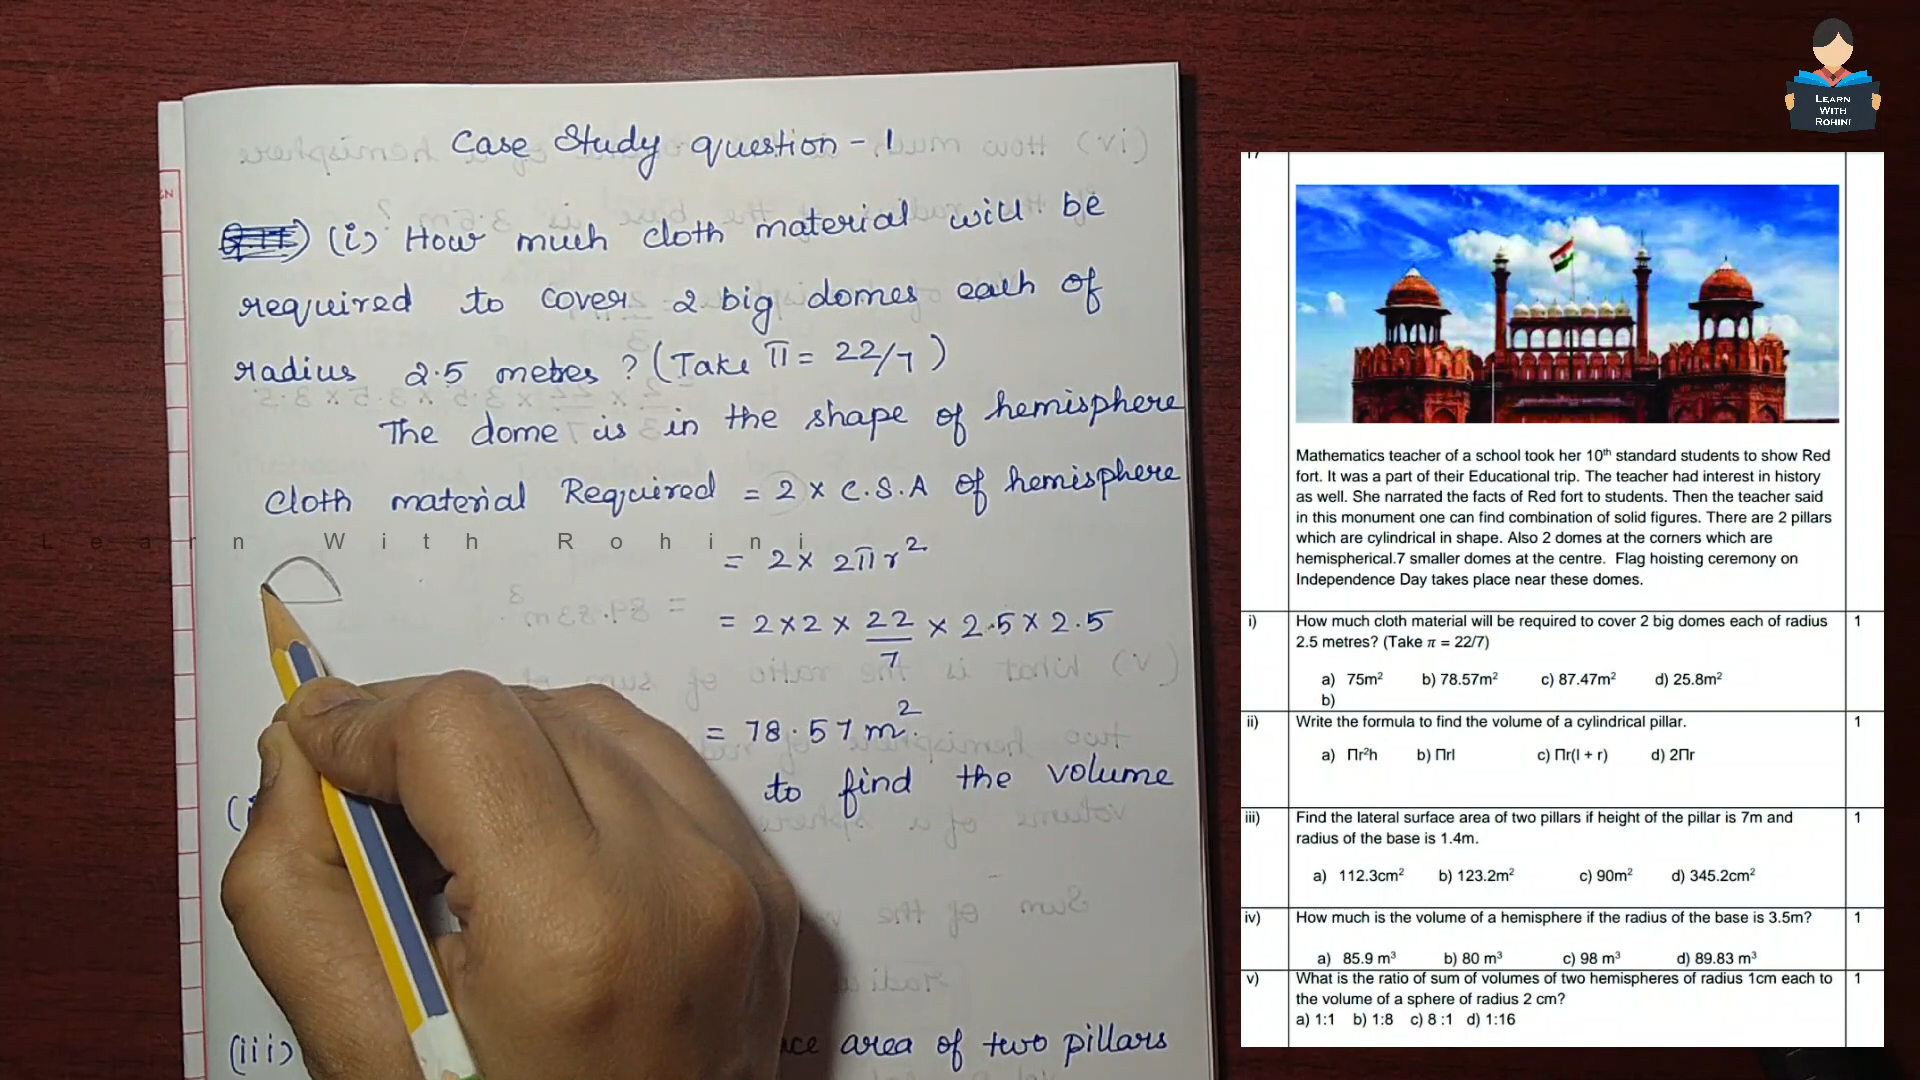 Case Study question - 1
(i) How much cloth material will be
required to cover 2 big domes each of
radius 2.5 metres ? (Take π = 22/7)
The dome is in the shape of hemisphere
Cloth material Required = 2 × C.S.A of hemisphere
Learn With Rohini
= 2 × 2πr²
= 2×2 × 22/7 × 2.5 × 2.5
= 78.57 m².
to find the volume
(iii) area of two pillars
LEARN
WITH
ROHINI
17
Mathematics teacher of a school took her 10th standard students to show Red
fort. It was a part of their Educational trip. The teacher had interest in history
as well. She narrated the facts of Red fort to students. Then the teacher said
in this monument one can find combination of solid figures. There are 2 pillars
which are cylindrical in shape. Also 2 domes at the corners which are
hemispherical.7 smaller domes at the centre. Flag hoisting ceremony on
Independence Day takes place near these domes.
i) How much cloth material will be required to cover 2 big domes each of radius 1
2.5 metres? (Take π = 22/7)
a) 75m² b) 78.57m² c) 87.47m² d) 25.8m²
b)
ii) Write the formula to find the volume of a cylindrical pillar. 1
a) Πr²h b) Πrl c) Πr(l + r) d) 2Πr
iii) Find the lateral surface area of two pillars if height of the pillar is 7m and 1
radius of the base is 1.4m.
a) 112.3cm² b) 123.2m² c) 90m² d) 345.2cm²
iv) How much is the volume of a hemisphere if the radius of the base is 3.5m? 1
a) 85.9 m³ b) 80 m³ c) 98 m³ d) 89.83 m³
v) What is the ratio of sum of volumes of two hemispheres of radius 1cm each to 1
the volume of a sphere of radius 2 cm?
a) 1:1 b) 1:8 c) 8 :1 d) 1:16